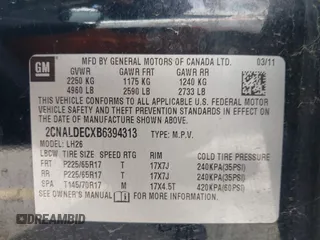 GM
MFD BY GENERAL MOTORS OF CANADA LTD. 03/11
GVWR GAWR FRT GAWR RR
2250 KG 1175 KG 1240 KG
4960 LB 2590 LB 2733 LB
THIS VEHICLE CONFORMS TO ALL APPLICABLE U.S. FEDERAL
MOTOR VEHICLE SAFETY AND THEFT PREVENTION STANDARDS IN EFFECT
ON THE DATE OF MANUFACTURE SHOWN ABOVE.
2CNALDECXB6394313 TYPE: M.P.V.
MODEL: LH26
LBCW TIRE SIZE SPEED RTG RIM COLD TIRE PRESSURE
FRT P225/65R17 T 17X7J 240KPA(35PSI)
RR P225/65R17 T 17X7J 240KPA(35PSI)
SPA T145/70R17 M 17X4.5T 420KPA(60PSI)
SEE OWNER'S MANUAL FOR ADDITIONAL INFORMATION.
DREAMBID